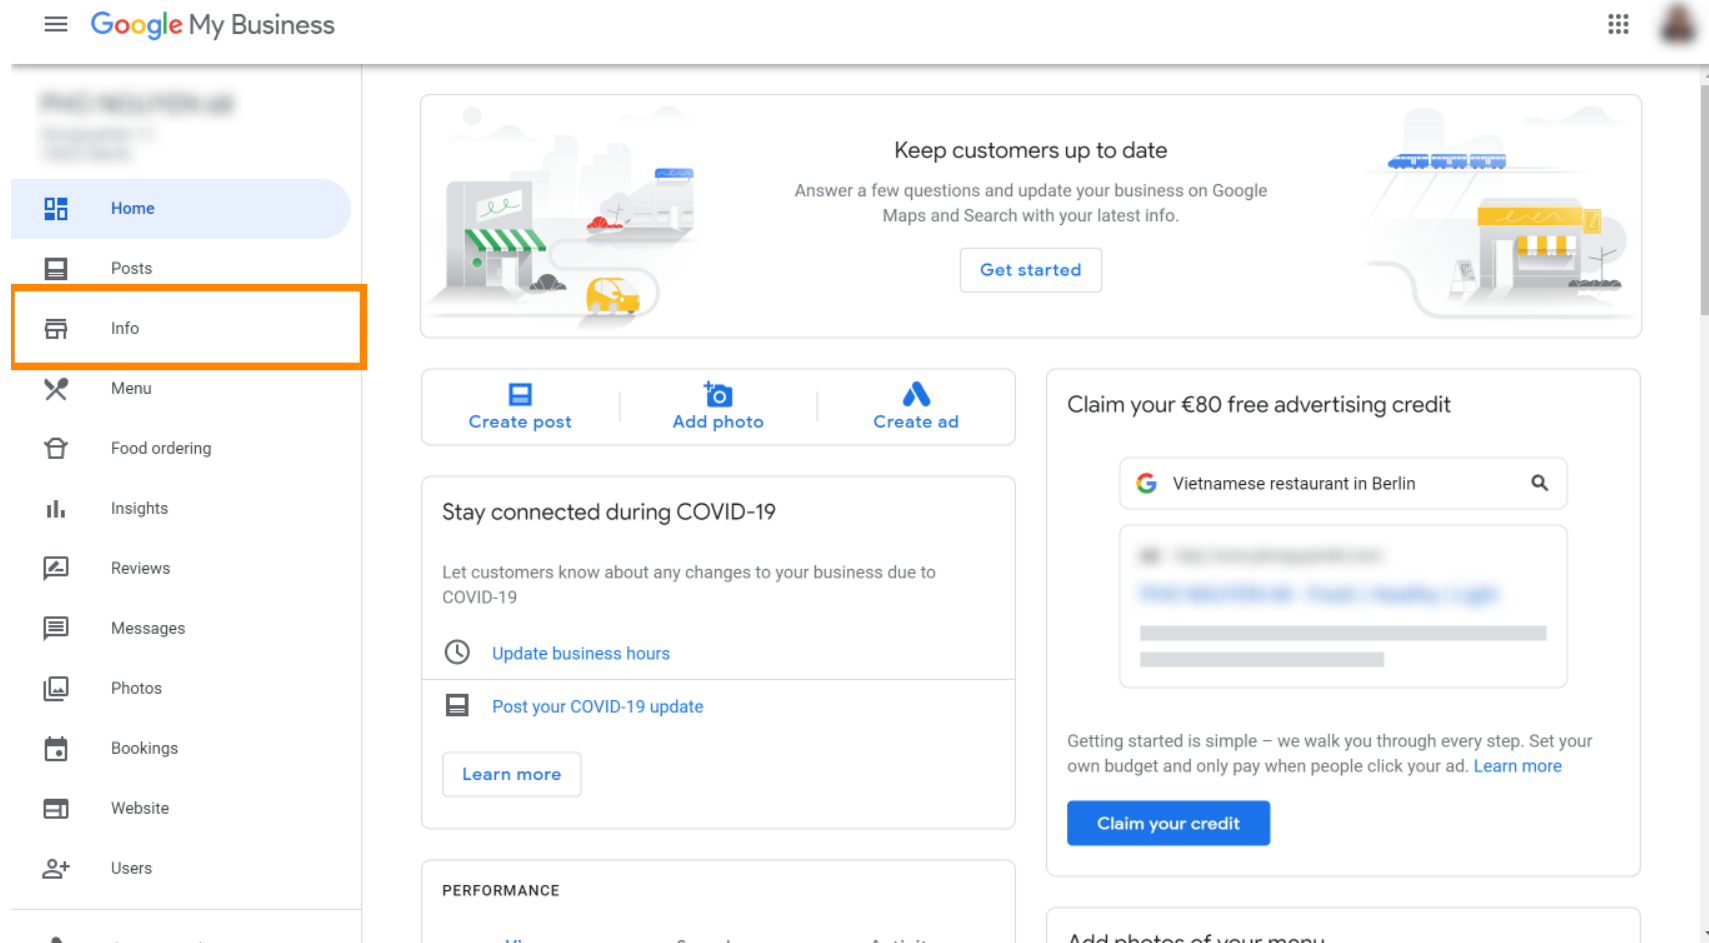 Google My Business
Home
Posts
Info
Menu
Food ordering
Insights
Reviews
Messages
Photos
Bookings
Website
Users
Keep customers up to date
Answer a few questions and update your business on Google
Maps and Search with your latest info.
Get started
Create post
Add photo
Create ad
Stay connected during COVID-19
Let customers know about any changes to your business due to
COVID-19
Update business hours
Post your COVID-19 update
Learn more
PERFORMANCE
Claim your €80 free advertising credit
Vietnamese restaurant in Berlin
Getting started is simple – we walk you through every step. Set your
own budget and only pay when people click your ad. Learn more
Claim your credit
Add photos of your menu